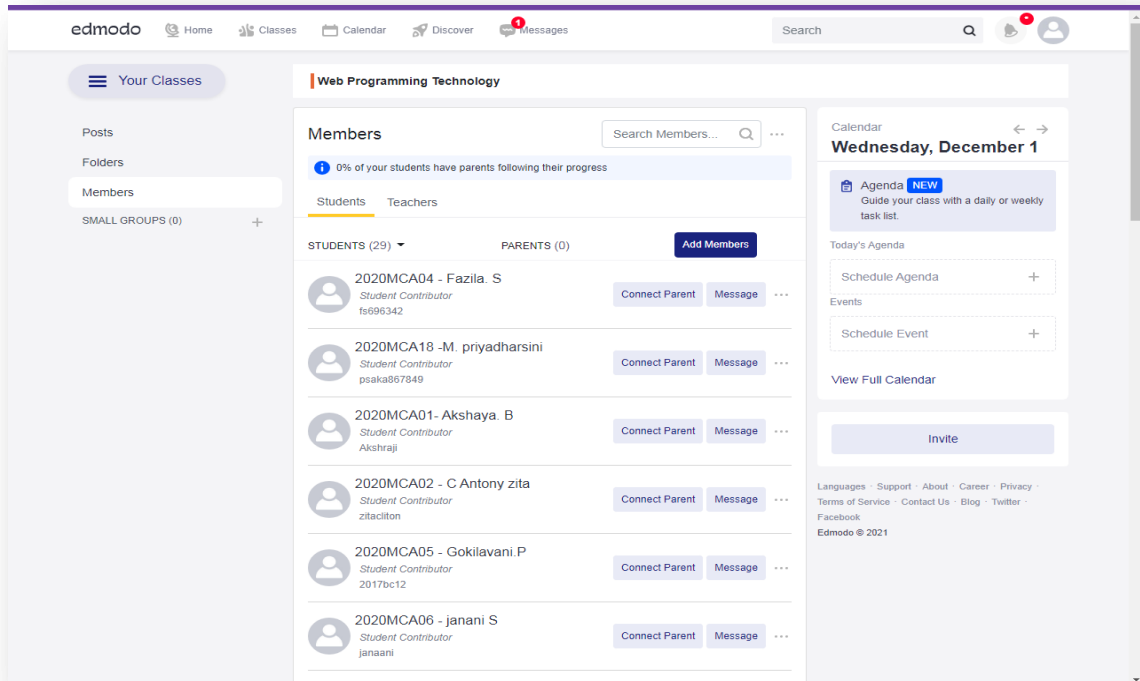 edmodo
Home
Classes
Calendar
Discover
1
Messages
Search
Your Classes
Posts
Folders
Members
SMALL GROUPS (0)
Web Programming Technology
Members
Search Members...
0% of your students have parents following their progress
Students
Teachers
STUDENTS (29)
PARENTS (0)
Add Members
2020MCA04 - Fazila. S
Student Contributor
fs696342
Connect Parent
Message
2020MCA18 -M. priyadharsini
Student Contributor
psaka867849
Connect Parent
Message
2020MCA01- Akshaya. B
Student Contributor
Akshraji
Connect Parent
Message
2020MCA02 - C Antony zita
Student Contributor
zitacliton
Connect Parent
Message
2020MCA05 - Gokilavani.P
Student Contributor
2017bc12
Connect Parent
Message
2020MCA06 - janani S
Student Contributor
janaani
Connect Parent
Message
Calendar
Wednesday, December 1
Agenda NEW
Guide your class with a daily or weekly
task list.
Today's Agenda
Schedule Agenda
Events
Schedule Event
View Full Calendar
Invite
Languages · Support · About · Career · Privacy ·
Terms of Service · Contact Us · Blog · Twitter ·
Facebook
Edmodo © 2021